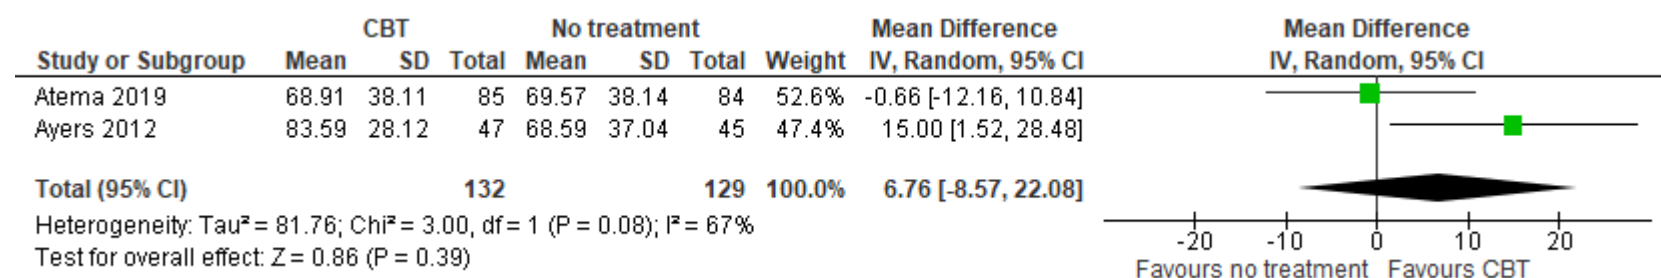 CBT No treatment Mean Difference Mean Difference
Study or Subgroup Mean SD Total Mean SD Total Weight IV, Random, 95% CI IV, Random, 95% CI
Atema 2019 68.91 38.11 85 69.57 38.14 84 52.6% -0.66 [-12.16, 10.84]
Ayers 2012 83.59 28.12 47 68.59 37.04 45 47.4% 15.00 [1.52, 28.48]
Total (95% CI) 132 129 100.0% 6.76 [-8.57, 22.08]
Heterogeneity: Tau² = 81.76; Chi² = 3.00, df = 1 (P = 0.08); I² = 67%
Test for overall effect: Z = 0.86 (P = 0.39)
-20 -10 0 10 20
Favours no treatment Favours CBT